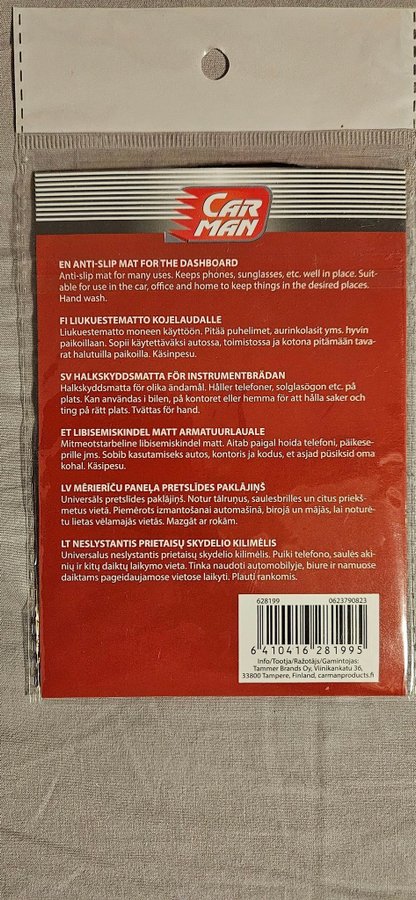 CAR
MAN
EN ANTI-SLIP MAT FOR THE DASHBOARD
Anti-slip mat for many uses. Keeps phones, sunglasses, etc. well in place. Suit-
able for use in the car, office and home to keep things in the desired places.
Hand wash.
FI LIUKUESTEMATTO KOJELAUDALLE
Liukuestematto moneen käyttöön. Pitää puhelimet, aurinkolasit yms. hyvin
paikoillaan. Sopii käytettäväksi autossa, toimistossa ja kotona pitämään tava-
rat halutuilla paikoilla. Käsinpesu.
SV HALKSKYDDSMATTA FÖR INSTRUMENTBRÄDAN
Halkskyddsmatta för olika ändamål. Håller telefoner, solglasögon etc. på
plats. Kan användas i bilen, på kontoret eller hemma för att hålla saker och
ting på rätt plats. Tvättas för hand.
ET LIBISEMISKINDEL MATT ARMATUURLAUALE
Mitmeotstarbeline libisemiskindel matt. Aitab paigal hoida telefoni, päikese-
prille jms. Sobib kasutamiseks autos, kontoris ja kodus, et asjad püsiksid oma
kohal. Käsipesu.
LV MĒRIERĪČU PANEĻA PRETSLĪDES PAKLĀJIŅŠ
Universāls pretslīdes paklājiņš. Notur tālruņus, saulesbrilles un citus priekš-
metus vietā. Piemērots izmantošanai automašīnā, birojā un mājās, lai noturē-
tu lietas vēlamajās vietās. Mazgāt ar rokām.
LT NESLYSTANTIS PRIETAISŲ SKYDELIO KILIMĖLIS
Universalus neslystantis prietaisų skydelio kilimėlis. Puiki telefono, saulės aki-
nių ir kitų daiktų laikymo vieta. Tinka naudoti automobilyje, biure ir namuose
daiktams pageidaujamose vietose laikyti. Plauti rankomis.
628199 0623790823
6 410416 281995
Info/Tootja/Ražotājs/Gamintojas:
Tammer Brands Oy, Viinikankatu 36,
33800 Tampere, Finland, carmanproducts.fi